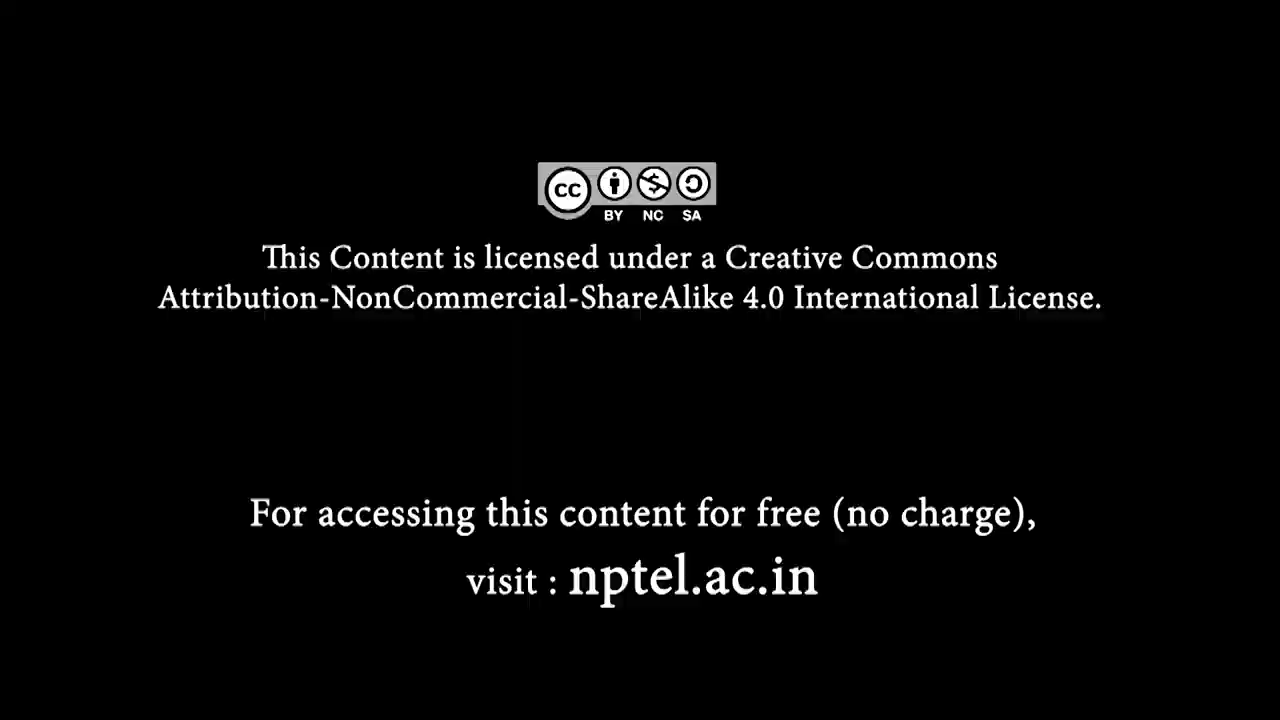 CC
BY NC SA
This Content is licensed under a Creative Commons
Attribution-NonCommercial-ShareAlike 4.0 International License.
For accessing this content for free (no charge),
visit : nptel.ac.in